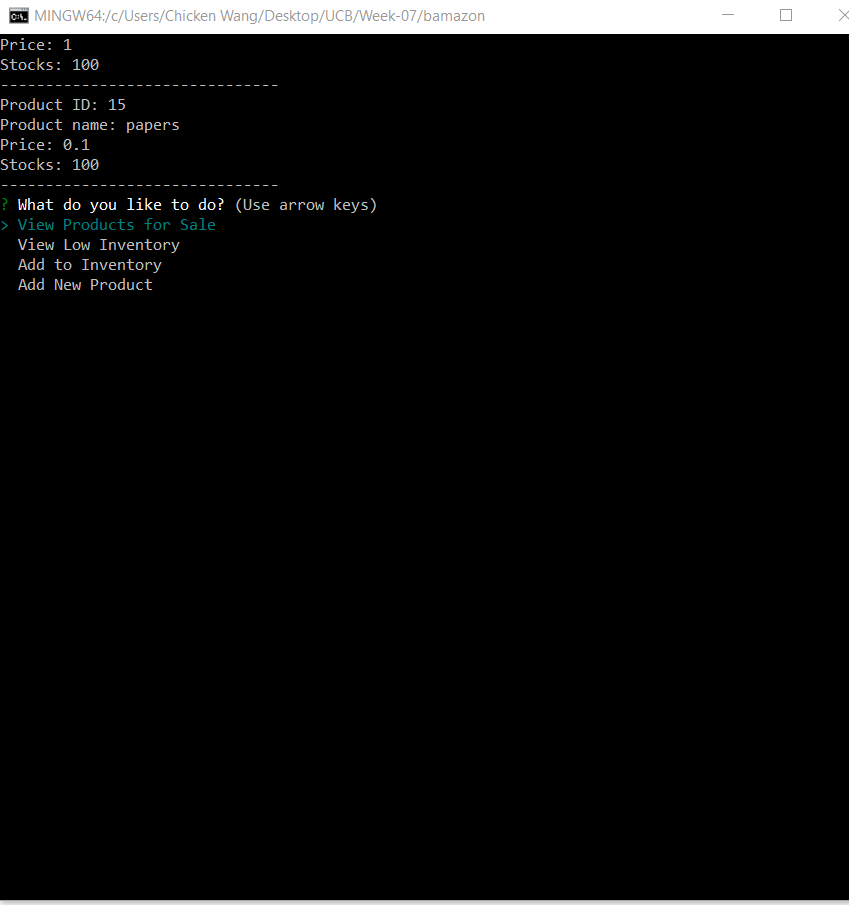 MINGW64:/c/Users/Chicken Wang/Desktop/UCB/Week-07/bamazon
Price: 1
Stocks: 100
-------------------------------
Product ID: 15
Product name: papers
Price: 0.1
Stocks: 100
-------------------------------
? What do you like to do? (Use arrow keys)
> View Products for Sale
  View Low Inventory
  Add to Inventory
  Add New Product